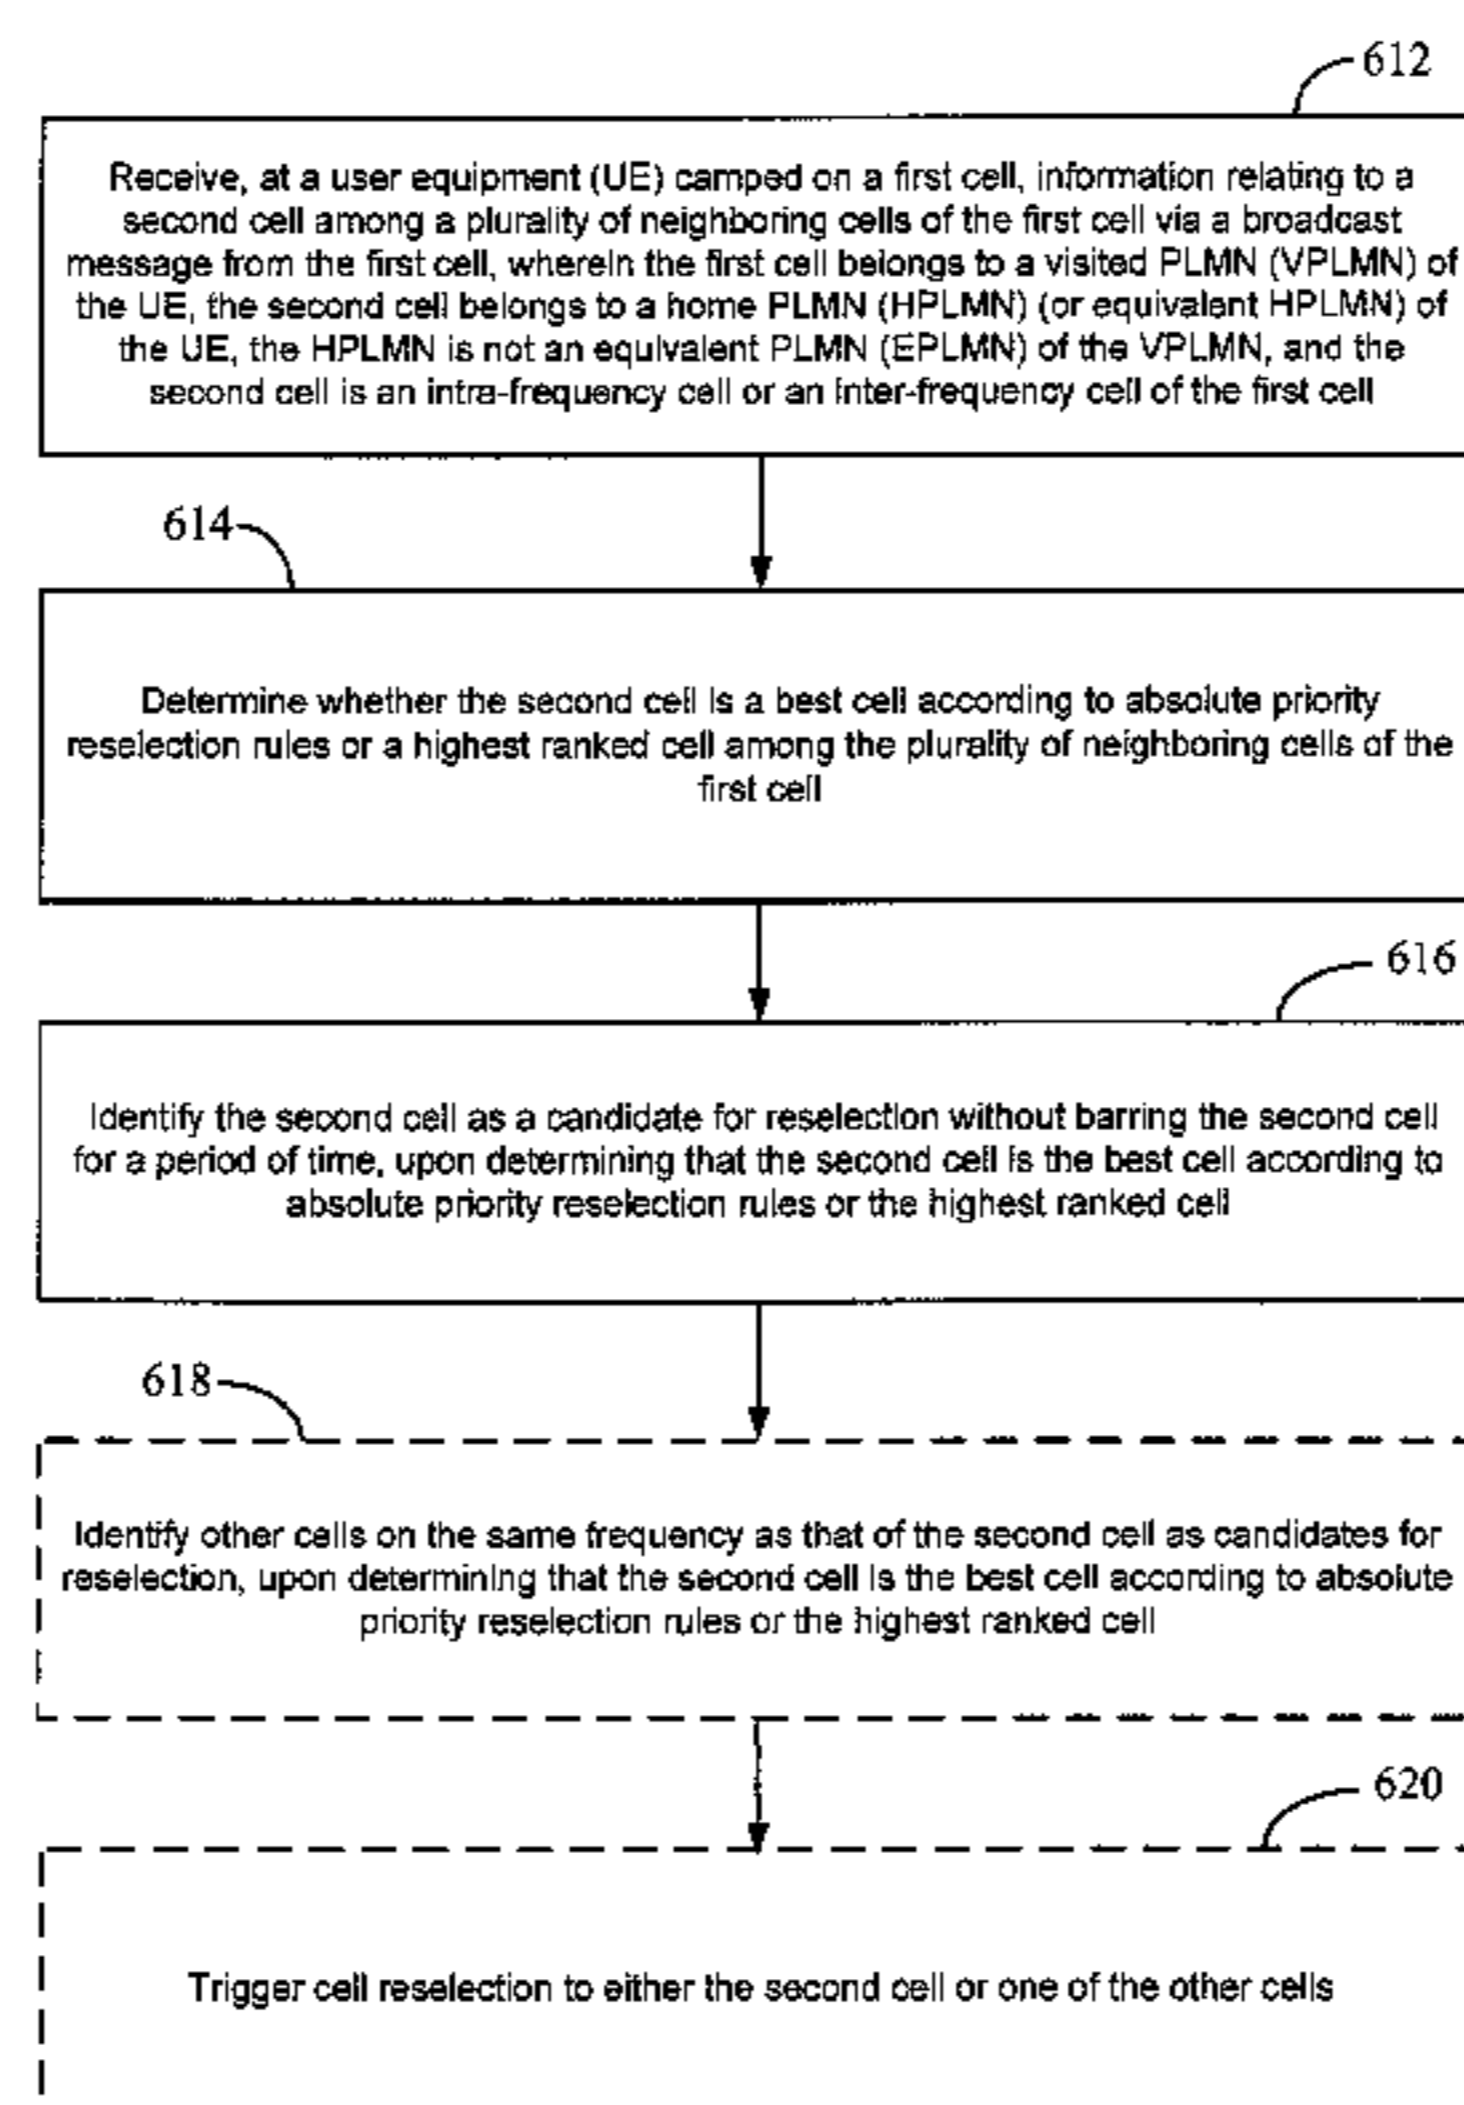 612
Receive, at a user equipment (UE) camped on a first cell, information relating to a
second cell among a plurality of neighboring cells of the first cell via a broadcast
message from the first cell, wherein the first cell belongs to a visited PLMN (VPLMN) of
the UE, the second cell belongs to a home PLMN (HPLMN) (or equivalent HPLMN) of
the UE, the HPLMN is not an equivalent PLMN (EPLMN) of the VPLMN, and the
second cell is an intra-frequency cell or an inter-frequency cell of the first cell
614
Determine whether the second cell is a best cell according to absolute priority
reselection rules or a highest ranked cell among the plurality of neighboring cells of the
first cell
616
Identify the second cell as a candidate for reselection without barring the second cell
for a period of time, upon determining that the second cell is the best cell according to
absolute priority reselection rules or the highest ranked cell
618
Identify other cells on the same frequency as that of the second cell as candidates for
reselection, upon determining that the second cell is the best cell according to absolute
priority reselection rules or the highest ranked cell
620
Trigger cell reselection to either the second cell or one of the other cells